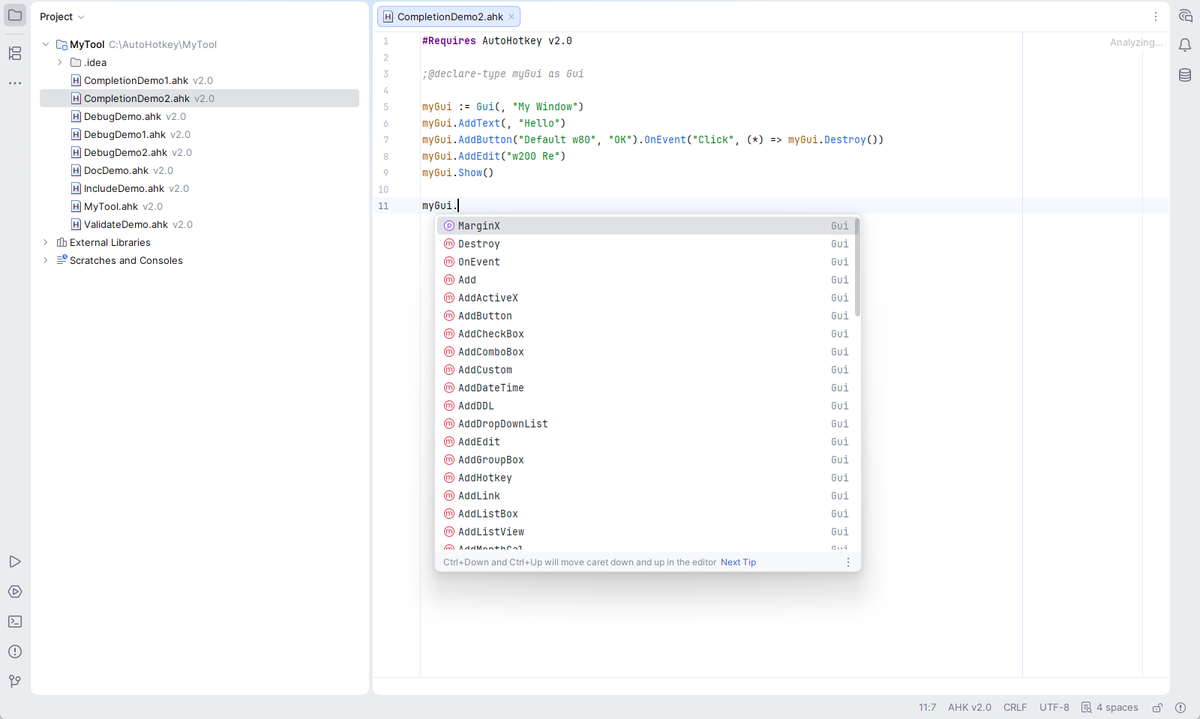 Project
MyTool C:\AutoHotkey\MyTool
.idea
CompletionDemo1.ahk v2.0
CompletionDemo2.ahk v2.0
DebugDemo.ahk v2.0
DebugDemo1.ahk v2.0
DebugDemo2.ahk v2.0
DocDemo.ahk v2.0
IncludeDemo.ahk v2.0
MyTool.ahk v2.0
ValidateDemo.ahk v2.0
External Libraries
Scratches and Consoles
CompletionDemo2.ahk
Analyzing...
1 #Requires AutoHotkey v2.0
2
3 ;@declare-type myGui as Gui
4
5 myGui := Gui(, "My Window")
6 myGui.AddText(, "Hello")
7 myGui.AddButton("Default w80", "OK").OnEvent("Click", (*) => myGui.Destroy())
8 myGui.AddEdit("w200 Re")
9 myGui.Show()
10
11 myGui.
MarginX Gui
Destroy Gui
OnEvent Gui
Add Gui
AddActiveX Gui
AddButton Gui
AddCheckBox Gui
AddComboBox Gui
AddCustom Gui
AddDateTime Gui
AddDDL Gui
AddDropDownList Gui
AddEdit Gui
AddGroupBox Gui
AddHotkey Gui
AddLink Gui
AddListBox Gui
AddListView Gui
AddMonthCal Gui
Ctrl+Down and Ctrl+Up will move caret down and up in the editor Next Tip
11:7 AHK v2.0 CRLF UTF-8 4 spaces